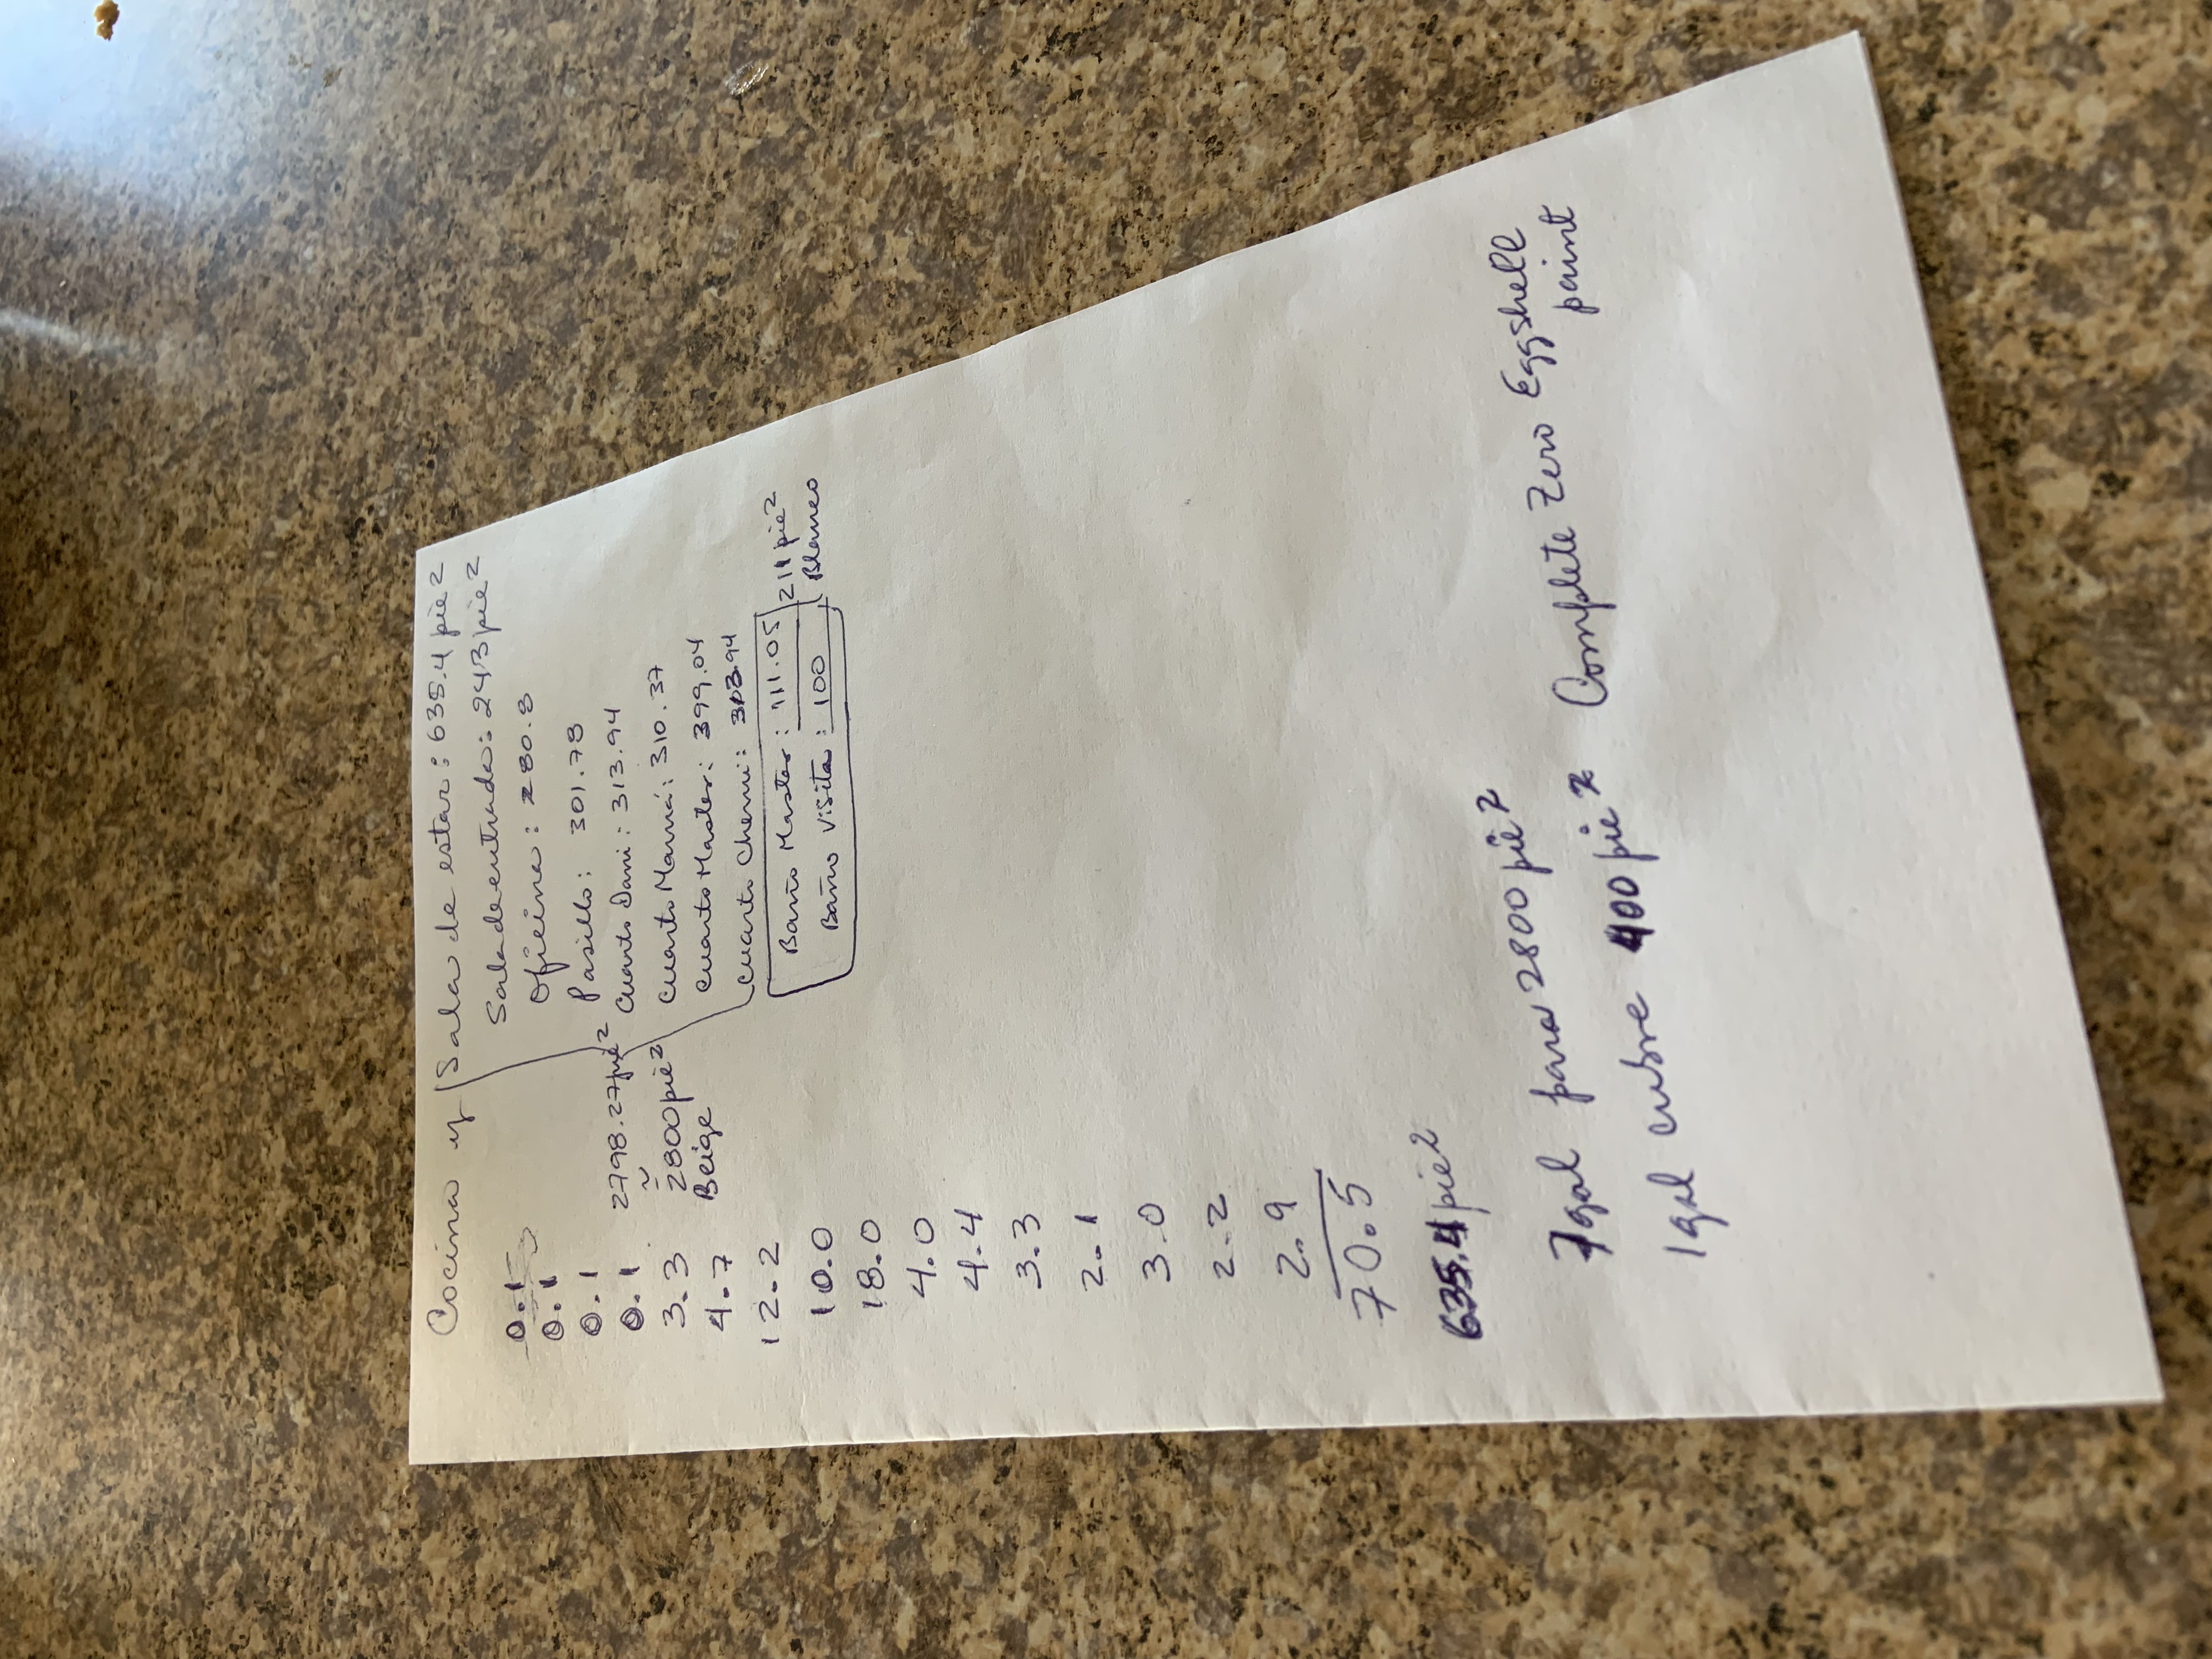 Cocina y Sala de estar: 635.4 pie²
Sala de entrada: 243 pie²
Oficina: 280.8
Pasillo: 301.78
Cuarto Dani: 313.94
Cuarto Mamá: 310.37
Cuarto Master: 399.04
Cuarto Chemi: 313.94
Baño Master: 111.05
Baño Visita: 100
211 pie²
Blanco
2798.27 pie²
≃
2800 pie²
Beige
0.1
0.1
0.1
0.1
3.3
4.7
12.2
10.0
18.0
4.0
4.4
3.3
2.1
3.0
2.2
2.9
70.5
635.4 pie²
7 gal para 2800 pie²
1 gal cubre 400 pie² Complete Zero Eggshell
paint